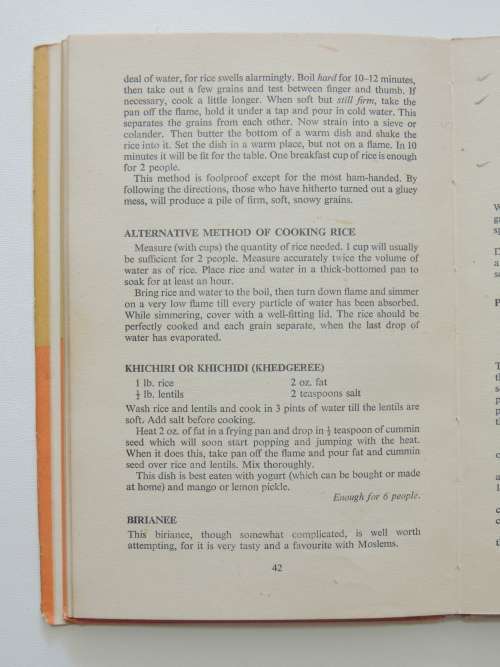 deal of water, for rice swells alarmingly. Boil hard for 10–12 minutes,
then take out a few grains and test between finger and thumb. If
necessary, cook a little longer. When soft but still firm, take the
pan off the flame, hold it under a tap and pour in cold water. This
separates the grains from each other. Now strain into a sieve or
colander. Then butter the bottom of a warm dish and shake the
rice into it. Set the dish in a warm place, but not on a flame. In 10
minutes it will be fit for the table. One breakfast cup of rice is enough
for 2 people.
This method is foolproof except for the most ham-handed. By
following the directions, those who have hitherto turned out a gluey
mess, will produce a pile of firm, soft, snowy grains.
ALTERNATIVE METHOD OF COOKING RICE
Measure (with cups) the quantity of rice needed. 1 cup will usually
be sufficient for 2 people. Measure accurately twice the volume of
water as of rice. Place rice and water in a thick-bottomed pan to
soak for at least an hour.
Bring rice and water to the boil, then turn down flame and simmer
on a very low flame till every particle of water has been absorbed.
While simmering, cover with a well-fitting lid. The rice should be
perfectly cooked and each grain separate, when the last drop of
water has evaporated.
KHICHIRI OR KHICHIDI (KHEDGEREE)
1 lb. rice 2 oz. fat
½ lb. lentils 2 teaspoons salt
Wash rice and lentils and cook in 3 pints of water till the lentils are
soft. Add salt before cooking.
Heat 2 oz. of fat in a frying pan and drop in ½ teaspoon of cummin
seed which will soon start popping and jumping with the heat.
When it does this, take pan off the flame and pour fat and cummin
seed over rice and lentils. Mix thoroughly.
This dish is best eaten with yogurt (which can be bought or made
at home) and mango or lemon pickle.
Enough for 6 people.
BIRIANEE
This biriance, though somewhat complicated, is well worth
attempting, for it is very tasty and a favourite with Moslems.
42